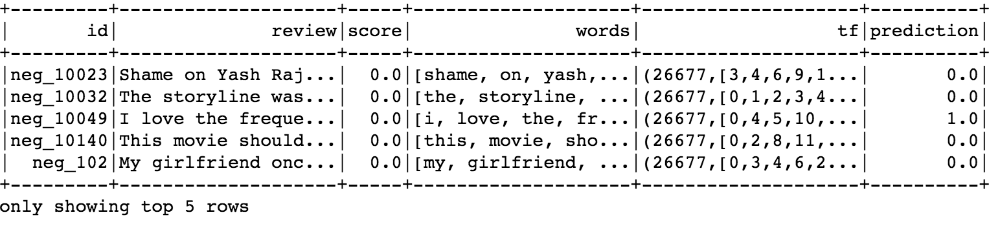 +---------+--------------------+-----+--------------------+--------------------+----------+
|       id|              review|score|               words|                  tf|prediction|
+---------+--------------------+-----+--------------------+--------------------+----------+
|neg_10023|Shame on Yash Raj...|  0.0|[shame, on, yash,...|(26677,[3,4,6,9,1...|       0.0|
|neg_10032|The storyline was...|  0.0|[the, storyline, ...|(26677,[0,1,2,3,4...|       0.0|
|neg_10049|I love the freque...|  0.0|[i, love, the, fr...|(26677,[0,4,5,10,...|       1.0|
|neg_10140|This movie should...|  0.0|[this, movie, sho...|(26677,[0,2,8,11,...|       0.0|
|  neg_102|My girlfriend onc...|  0.0|[my, girlfriend, ...|(26677,[0,3,4,6,2...|       0.0|
+---------+--------------------+-----+--------------------+--------------------+----------+
only showing top 5 rows